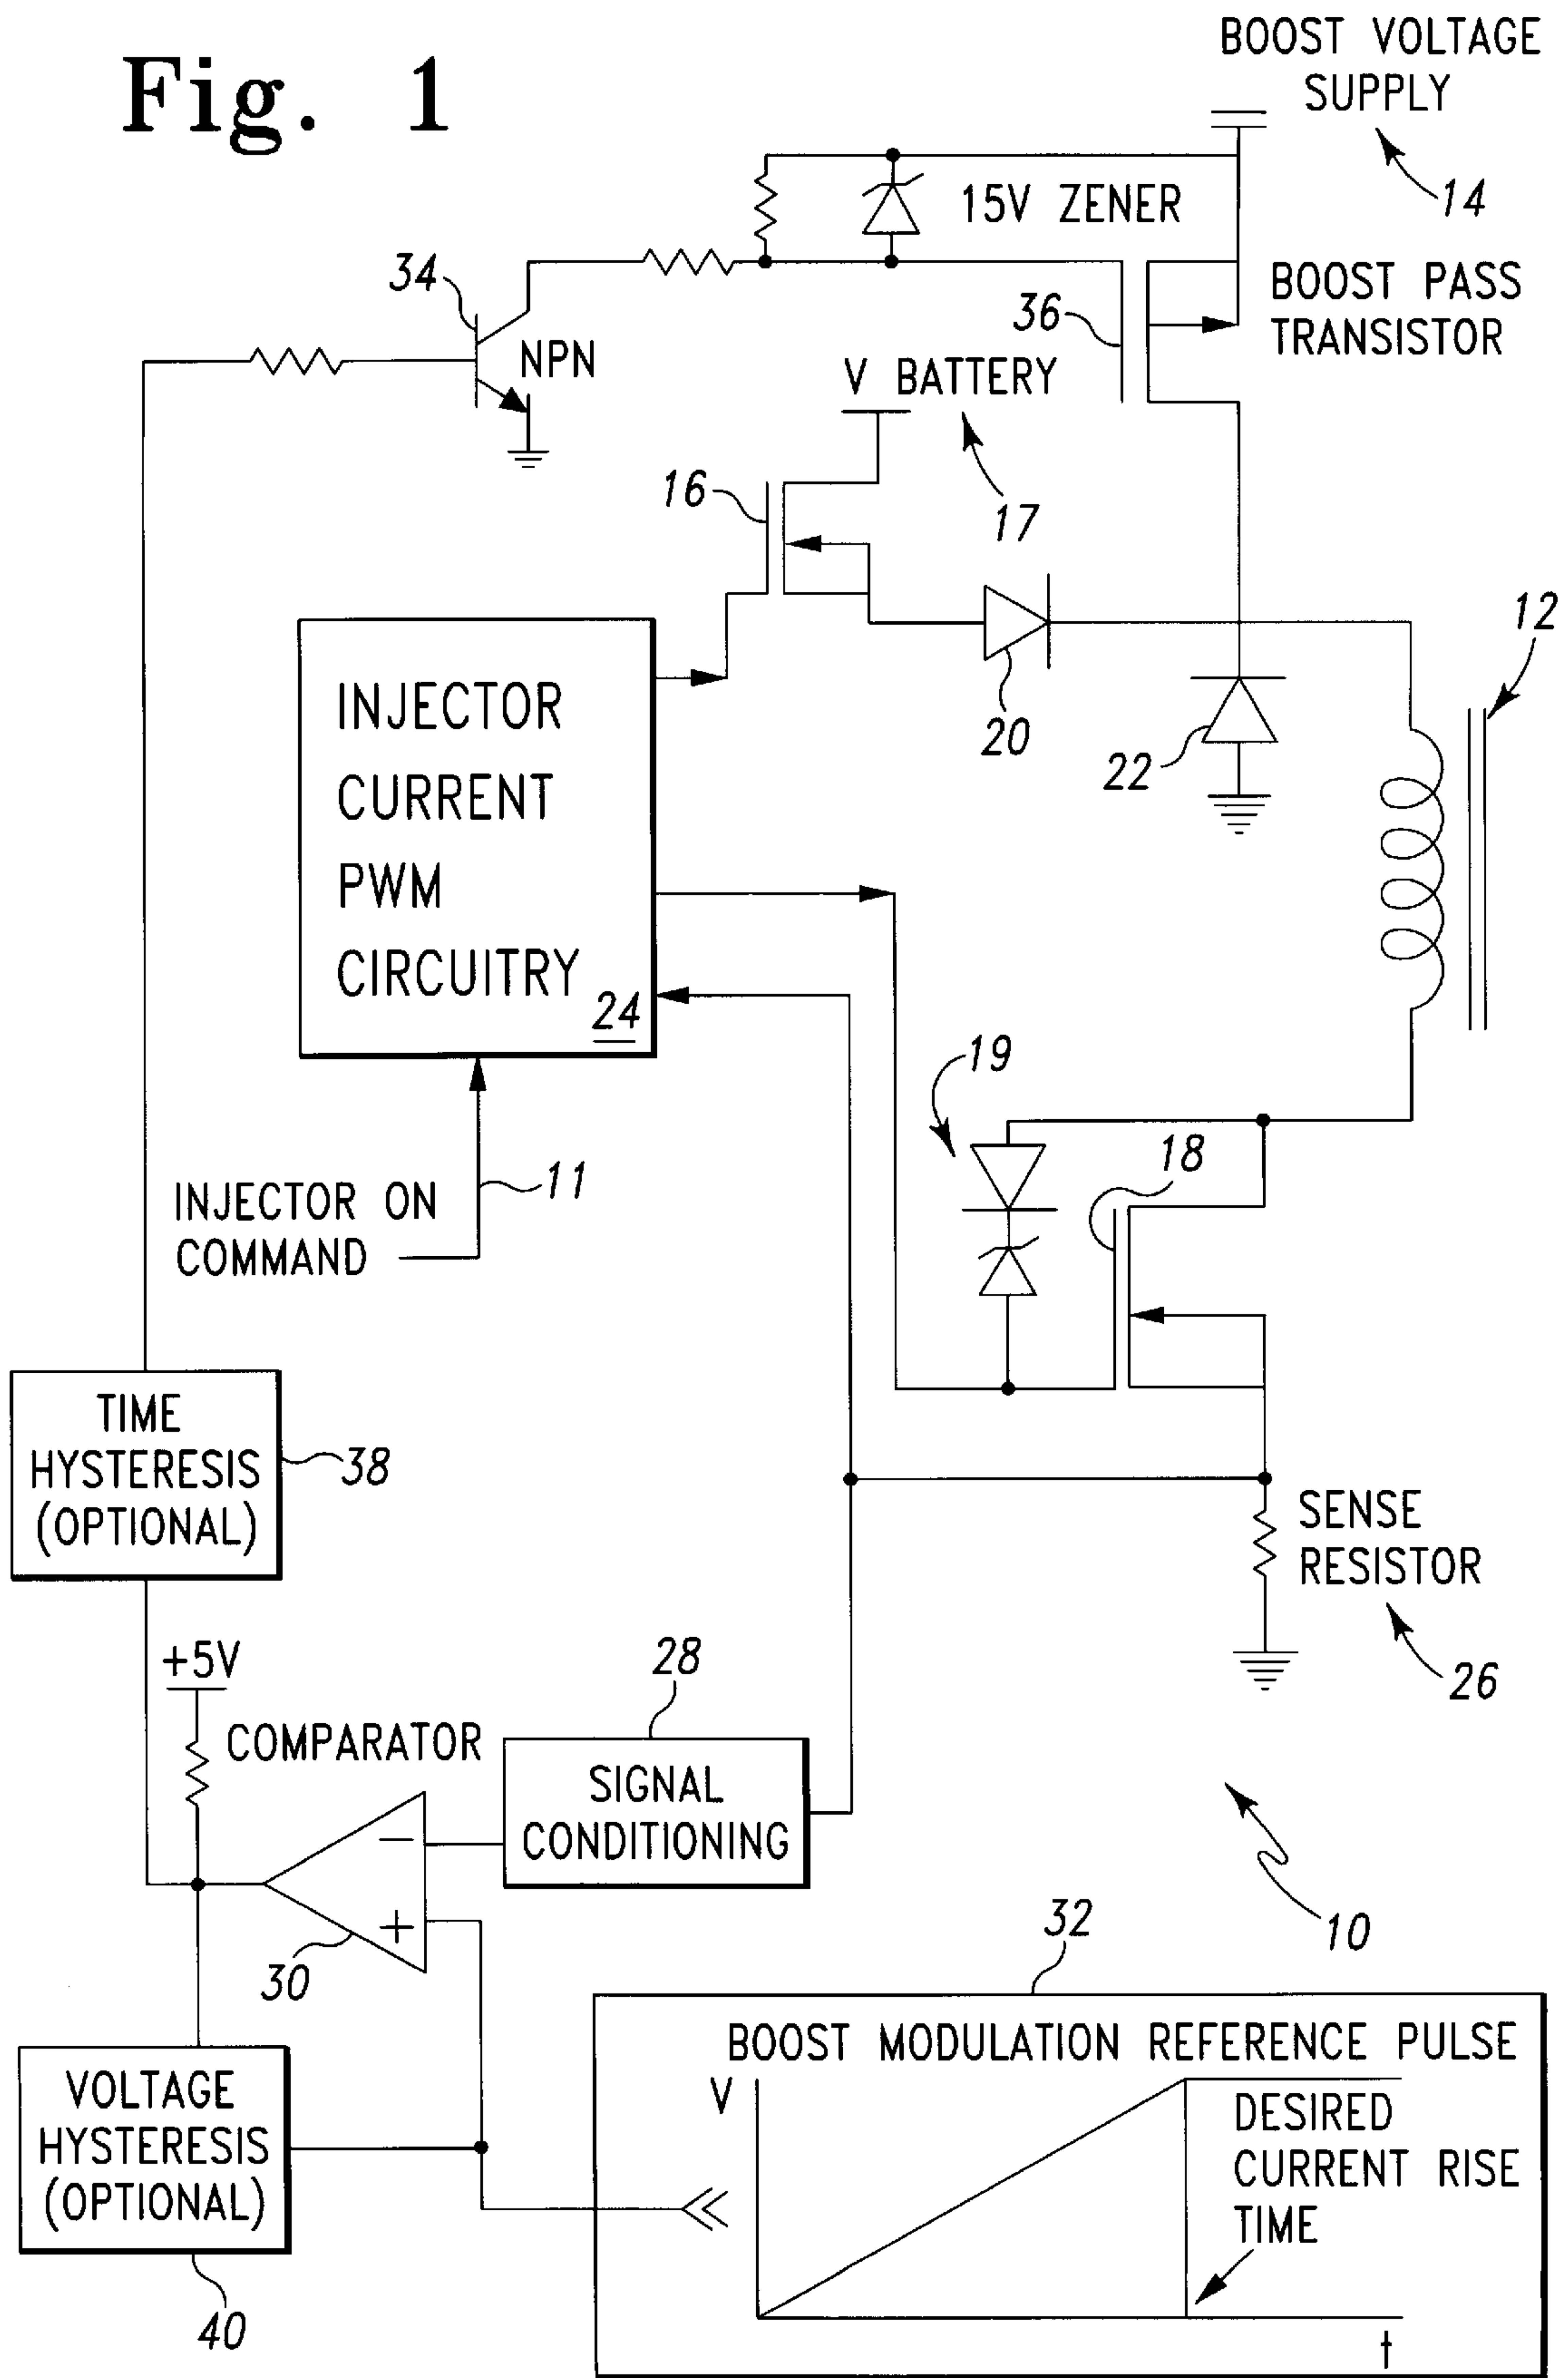 Fig. 1
BOOST VOLTAGE
SUPPLY
14
15V ZENER
34
36
BOOST PASS
TRANSISTOR
NPN
V BATTERY
16
17
12
INJECTOR
CURRENT
PWM
CIRCUITRY
24
20
22
19
18
INJECTOR ON
COMMAND
11
TIME
HYSTERESIS
(OPTIONAL)
38
SENSE
RESISTOR
26
+5V
COMPARATOR
28
SIGNAL
CONDITIONING
−
+
30
10
32
BOOST MODULATION REFERENCE PULSE
V
DESIRED
CURRENT RISE
TIME
t
VOLTAGE
HYSTERESIS
(OPTIONAL)
40